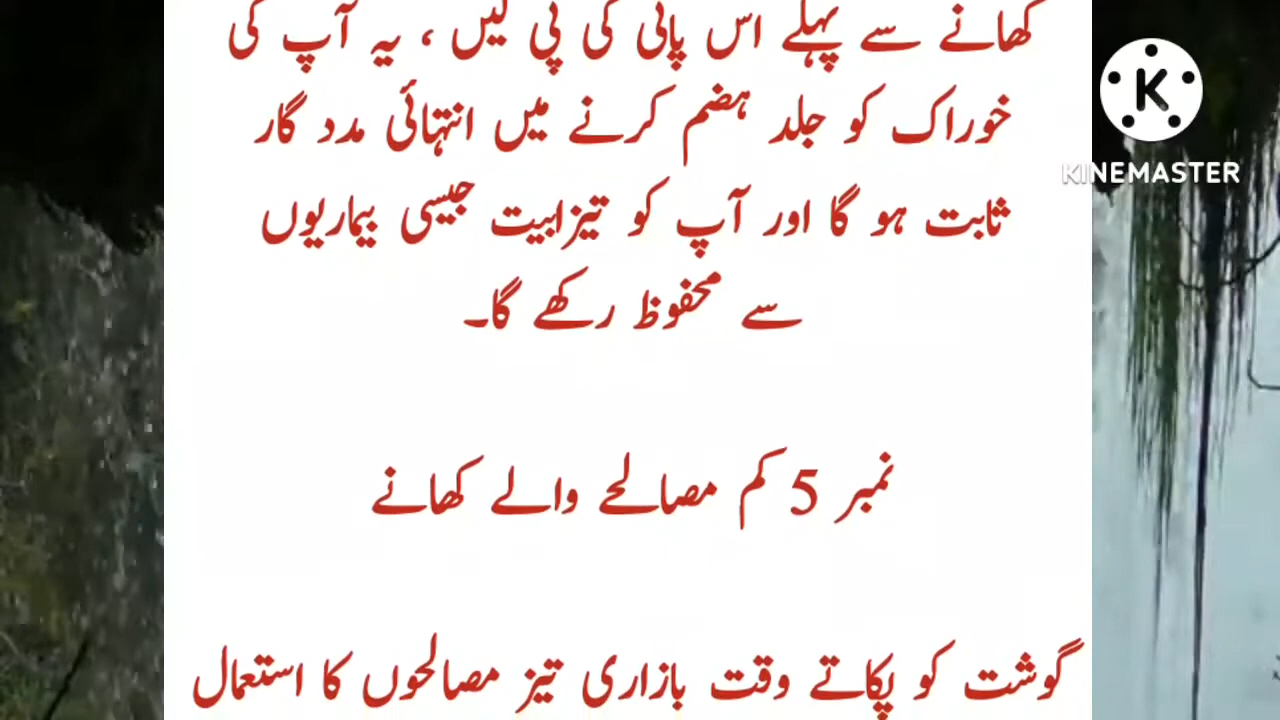 کھانے سے پہلے اس پانی کی پی لیں ، یہ آپ کی
خوراک کو جلد ہضم کرنے میں انتہائی مدد گار
ثابت ہو گا اور آپ کو تیزابیت جیسی بیماریوں
سے محفوظ رکھے گا۔
نمبر 5 کم مصالحے والے کھانے
گوشت کو پکاتے وقت بازاری تیز مصالحوں کا استعمال
K
KINEMASTER